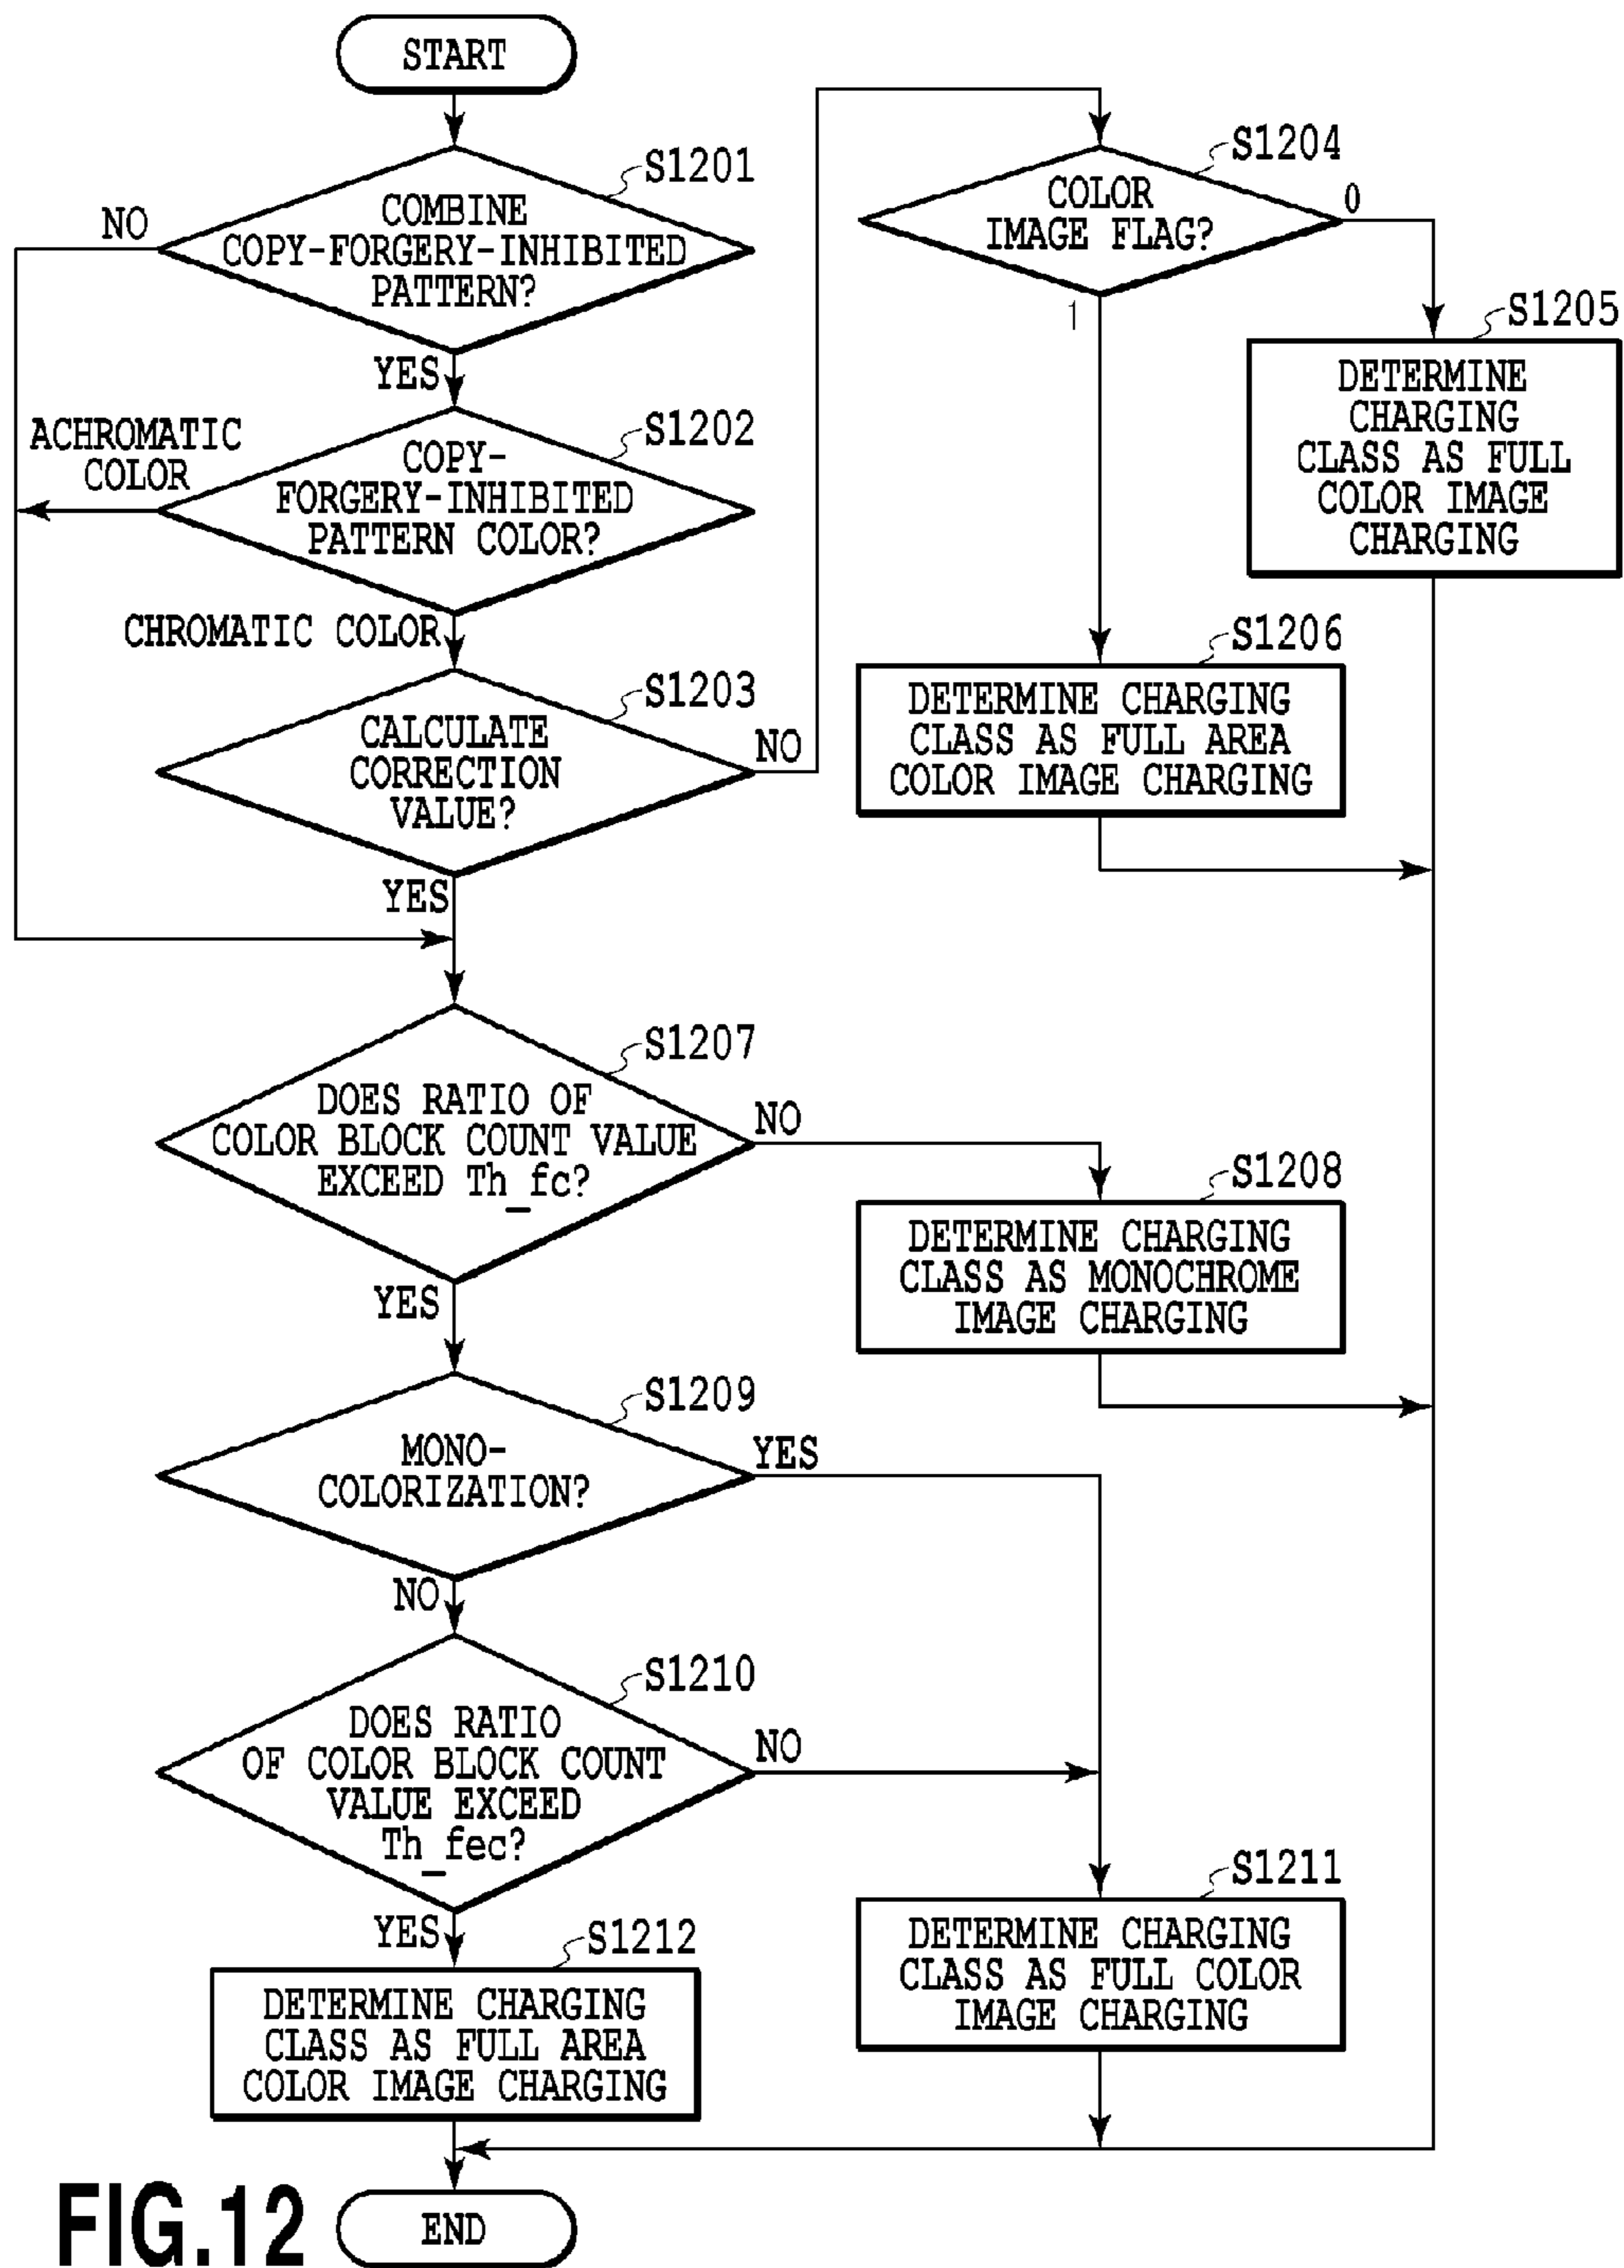 START
S1201
COMBINE
COPY-FORGERY-INHIBITED
PATTERN?
NO
YES
S1202
COPY-
FORGERY-INHIBITED
PATTERN COLOR?
ACHROMATIC
COLOR
CHROMATIC COLOR
S1203
CALCULATE
CORRECTION
VALUE?
NO
YES
S1204
COLOR
IMAGE FLAG?
0
1
S1205
DETERMINE
CHARGING
CLASS AS FULL
COLOR IMAGE
CHARGING
S1206
DETERMINE CHARGING
CLASS AS FULL AREA
COLOR IMAGE CHARGING
S1207
DOES RATIO OF
COLOR BLOCK COUNT VALUE
EXCEED Th_fc?
NO
YES
S1208
DETERMINE CHARGING
CLASS AS MONOCHROME
IMAGE CHARGING
S1209
MONO-
COLORIZATION?
YES
NO
S1210
DOES RATIO
OF COLOR BLOCK COUNT
VALUE EXCEED
Th_fec?
NO
YES
S1211
DETERMINE CHARGING
CLASS AS FULL COLOR
IMAGE CHARGING
S1212
DETERMINE CHARGING
CLASS AS FULL AREA
COLOR IMAGE CHARGING
END
FIG.12